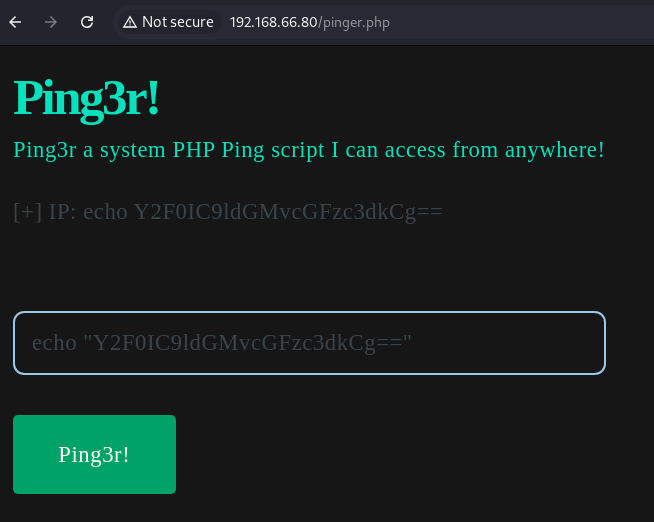 Not secure 192.168.66.80/pinger.php
Ping3r!
Ping3r a system PHP Ping script I can access from anywhere!
[+] IP: echo Y2F0IC9ldGMvcGFzc3dkCg==
echo "Y2F0IC9ldGMvcGFzc3dkCg=="
Ping3r!